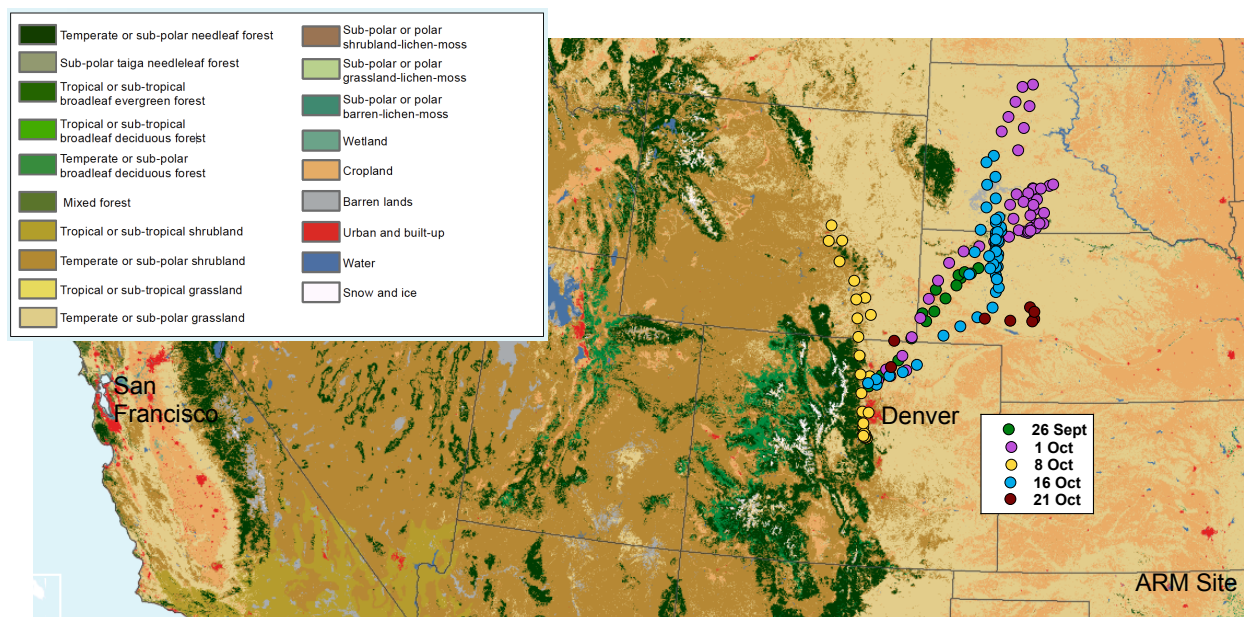 Temperate or sub-polar needleaf forest
Sub-polar taiga needleleaf forest
Tropical or sub-tropical
broadleaf evergreen forest
Tropical or sub-tropical
broadleaf deciduous forest
Temperate or sub-polar
broadleaf deciduous forest
Mixed forest
Tropical or sub-tropical shrubland
Temperate or sub-polar shrubland
Tropical or sub-tropical grassland
Temperate or sub-polar grassland
Sub-polar or polar
shrubland-lichen-moss
Sub-polar or polar
grassland-lichen-moss
Sub-polar or polar
barren-lichen-moss
Wetland
Cropland
Barren lands
Urban and built-up
Water
Snow and ice
San
Francisco
Denver
26 Sept
1 Oct
8 Oct
16 Oct
21 Oct
ARM Site